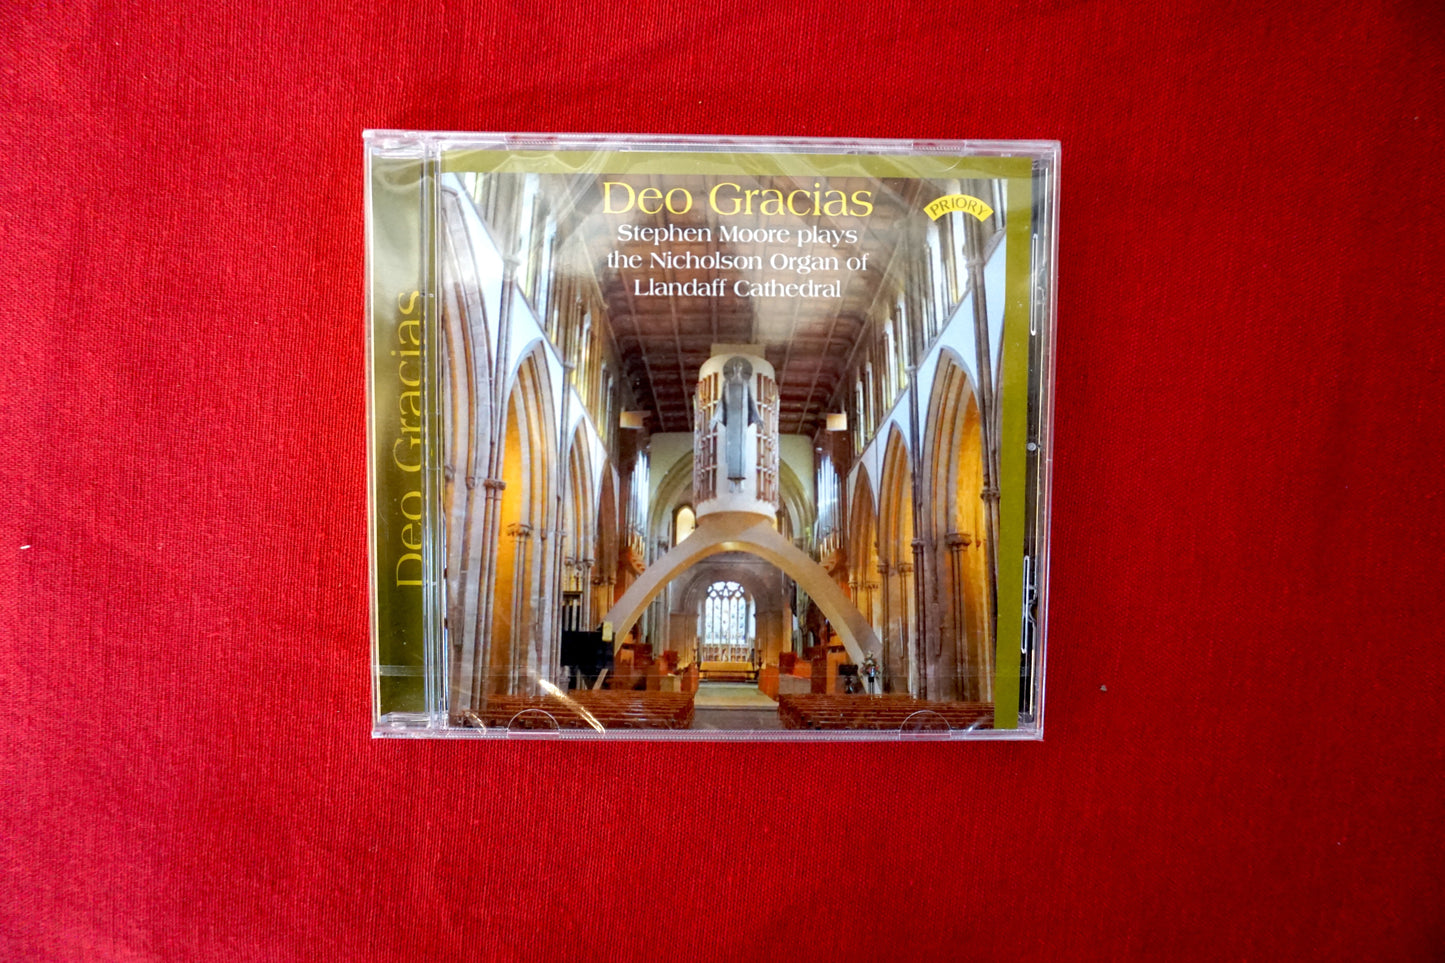 Deo Gracias
Stephen Moore plays
the Nicholson Organ of
Llandaff Cathedral
PRIORY
Deo Gracias